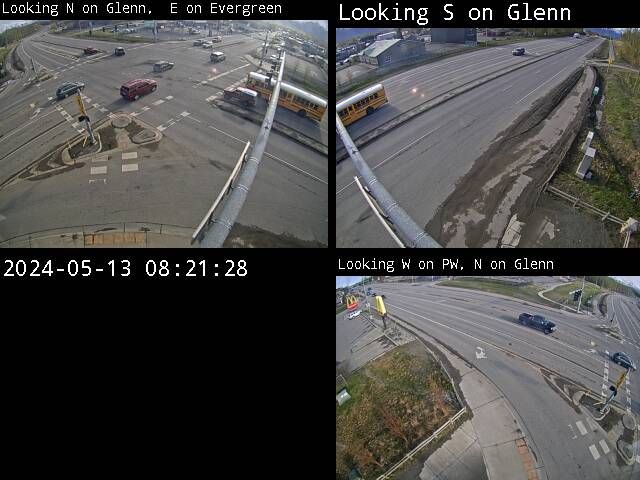 Looking N on Glenn,  E on Evergreen
Looking S on Glenn
2024-05-13 08:21:28
Looking W on PW, N on Glenn